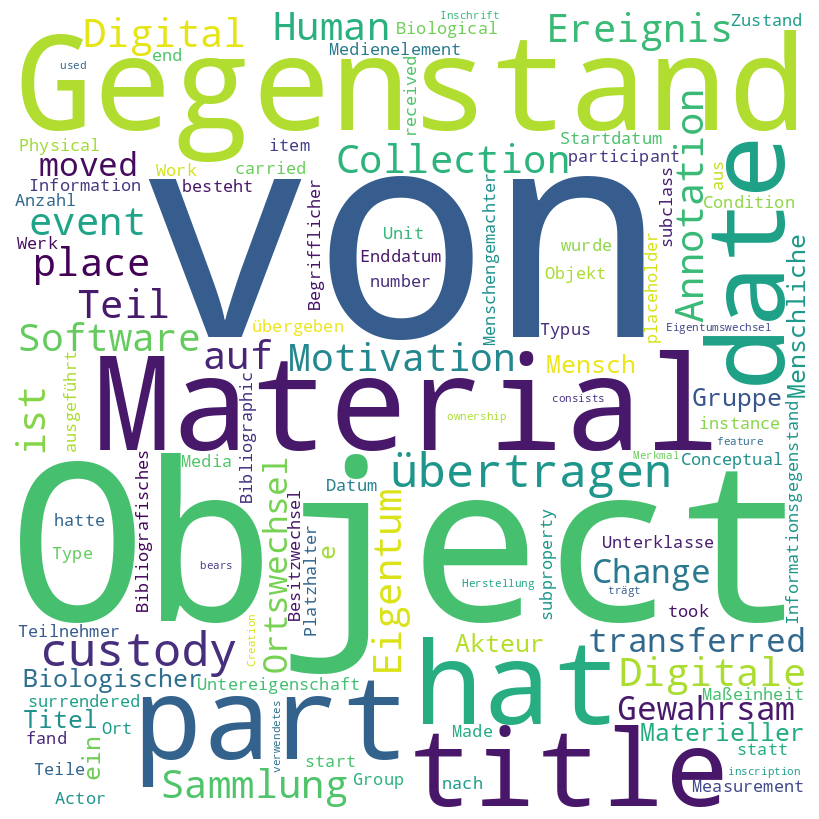 Inschrift
Digital
Human
Biological
Ereignis
Zustand
Medienelement
end
used
Gegenstand
received
Physical
moved
Work
carried
item
Collection
Startdatum
participant
Annotation
date
aus
Information
besteht
Condition
Anzahl
event
von
Begrifflicher
Unit
Enddatum
number
Menschengemachter
wurde
Objekt
subclass
Werk
place
placeholder
Menschliche
Teil
Software
übergeben
Typus
Eigentumswechsel
auf
Motivation
Mensch
ist
ausgeführt
Material
Bibliographic
consists
Gruppe
ownership
instance
feature
Bibliografisches
Media
Ortswechsel
Datum
übertragen
Merkmal
Conceptual
Informationsgegenstand
Object
hatte
Type
bears
Besitzwechsel
Platzhalter
e
Eigentum
Herstellung
subproperty
Unterklasse
Change
trägt
took
Teilnehmer
custody
Creation
hat
Akteur
transferred
Biologischer
Untereigenschaft
Digitale
surrendered
Maßeinheit
Titel
Ort
part
Gewahrsam
fand
ein
verwendetes
Made
title
Materieller
statt
Teile
start
Sammlung
Group
nach
inscription
Actor
Measurement